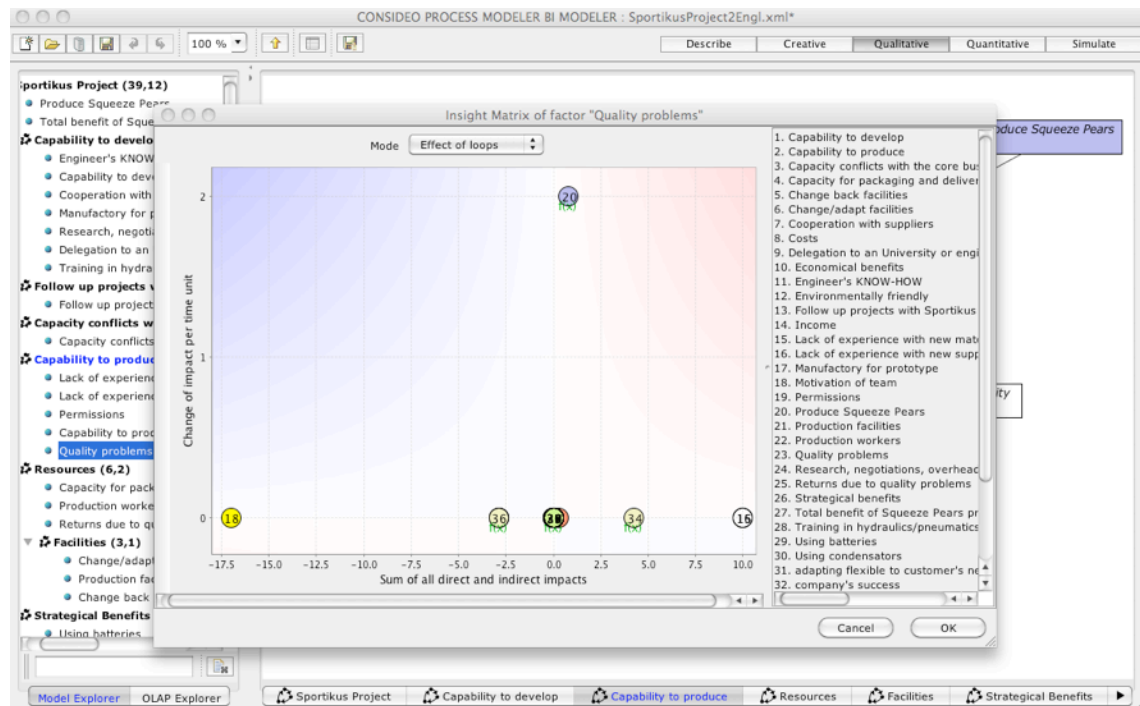 CONSIDEO PROCESS MODELER BI MODELER : SportikusProject2Engl.xml*
100 %
Describe
Creative
Qualitative
Quantitative
Simulate
Sportikus Project (39,12)
Produce Squeeze Pears
Total benefit of Sque
Capability to develo
Engineer's KNOW
Capability to deve
Cooperation with
Manufactory for p
Research, negotia
Delegation to an
Training in hydra
Follow up projects w
Follow up project
Capacity conflicts w
Capacity conflicts
Capability to produc
Lack of experienc
Lack of experienc
Permissions
Capability to prod
Quality problems
Resources (6,2)
Capacity for pack
Production worke
Returns due to qu
Facilities (3,1)
Change/adapt
Production fac
Change back
Strategical Benefits
Using batteries
Model Explorer
OLAP Explorer
Insight Matrix of factor "Quality problems"
Mode
Effect of loops
Change of impact per time unit
2
1
0
20
f(x)
18
36
f(x)
34
f(x)
16
-17.5 -15.0 -12.5 -10.0 -7.5 -5.0 -2.5 0.0 2.5 5.0 7.5 10.0
Sum of all direct and indirect impacts
1. Capability to develop
2. Capability to produce
3. Capacity conflicts with the core bus
4. Capacity for packaging and deliver
5. Change back facilities
6. Change/adapt facilities
7. Cooperation with suppliers
8. Costs
9. Delegation to an University or engi
10. Economical benefits
11. Engineer's KNOW-HOW
12. Environmentally friendly
13. Follow up projects with Sportikus
14. Income
15. Lack of experience with new mate
16. Lack of experience with new supp
17. Manufactory for prototype
18. Motivation of team
19. Permissions
20. Produce Squeeze Pears
21. Production facilities
22. Production workers
23. Quality problems
24. Research, negotiations, overhead
25. Returns due to quality problems
26. Strategical benefits
27. Total benefit of Squeeze Pears pr
28. Training in hydraulics/pneumatics
29. Using batteries
30. Using condensators
31. adapting flexible to customer's ne
32. company's success
Cancel
OK
oduce Squeeze Pears
ity
Sportikus Project
Capability to develop
Capability to produce
Resources
Facilities
Strategical Benefits